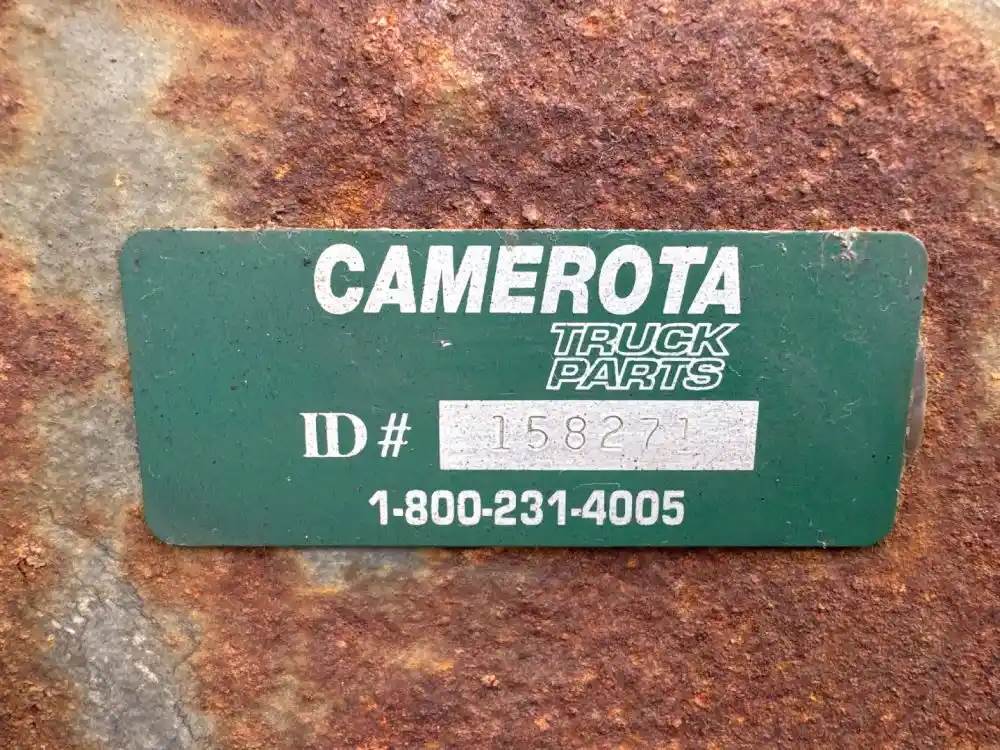 CAMEROTA
TRUCK
PARTS
ID# 158271
1-800-231-4005